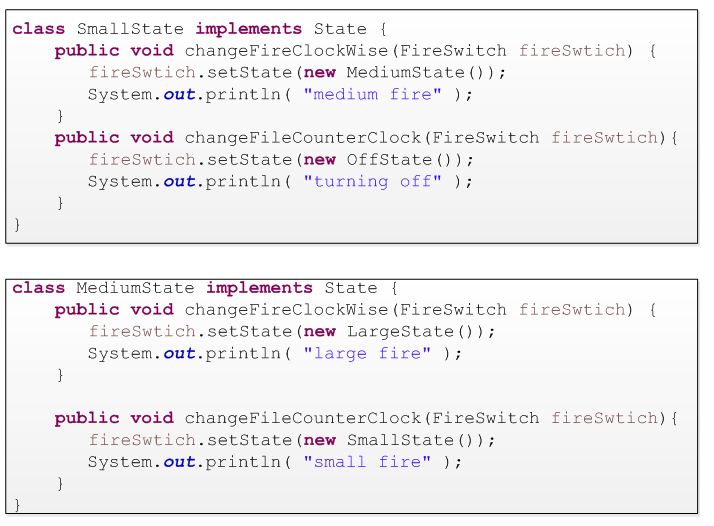 class SmallState implements State {
public void changeFireClockWise(FireSwitch fireSwtich) {
fireSwtich.setState(new MediumState());
System.out.println( "medium fire" );
}
public void changeFileCounterClock(FireSwitch fireSwtich){
fireSwtich.setState(new OffState());
System.out.println( "turning off" );
}
}
class MediumState implements State {
public void changeFireClockWise(FireSwitch fireSwtich) {
fireSwtich.setState(new LargeState());
System.out.println( "large fire" );
}
public void changeFileCounterClock(FireSwitch fireSwtich){
fireSwtich.setState(new SmallState());
System.out.println( "small fire" );
}
}